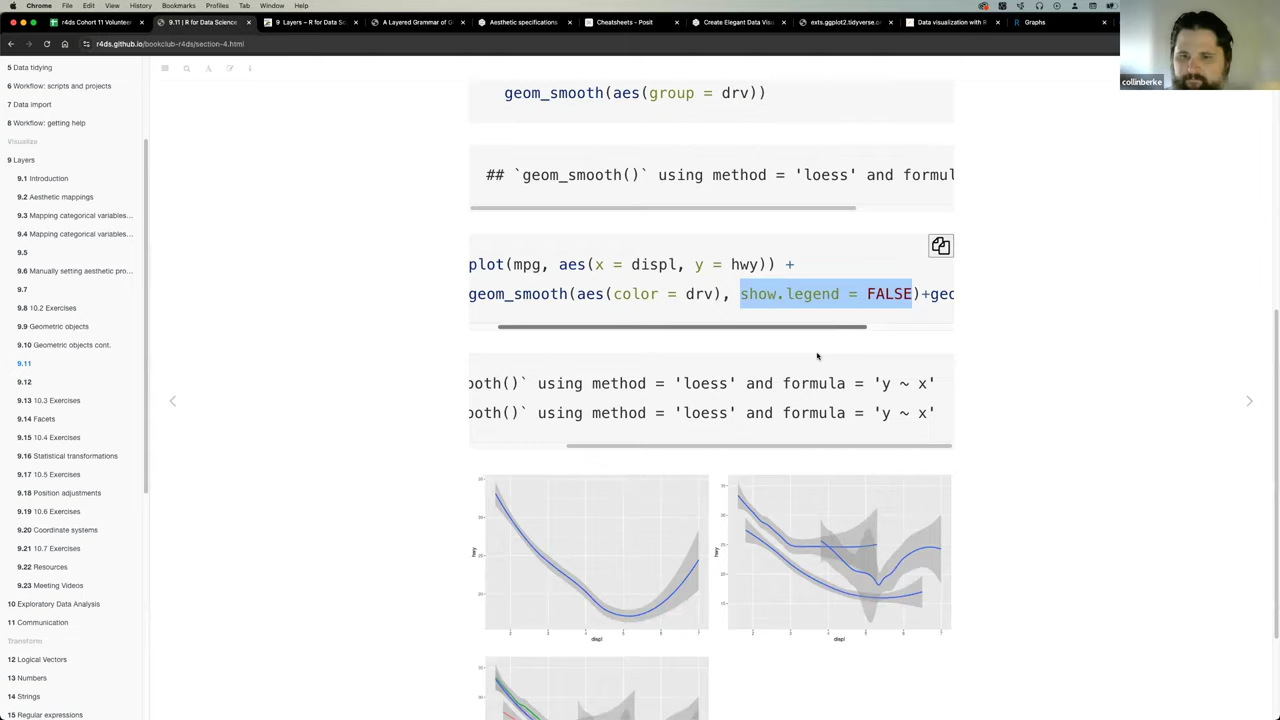 Chrome File Edit View History Bookmarks Profiles Tab Window Help
r4ds Cohort 11 Volunteer
9.11 | R for Data Science
9 Layers – R for Data Sc
A Layered Grammar of G
Aesthetic specifications
Cheatsheets - Posit
Create Elegant Data Visu
exts.ggplot2.tidyverse.o
Data visualization with R
Graphs
r4ds.github.io/bookclub-r4ds/section-4.html
collinberke
5 Data tidying
6 Workflow: scripts and projects
7 Data import
8 Workflow: getting help
Visualize
9 Layers
9.1 Introduction
9.2 Aesthetic mappings
9.3 Mapping categorical variables...
9.4 Mapping categorical variables...
9.5
9.6 Manually setting aesthetic pro...
9.7
9.8 10.2 Exercises
9.9 Geometric objects
9.10 Geometric objects cont.
9.11
9.12
9.13 10.3 Exercises
9.14 Facets
9.15 10.4 Exercises
9.16 Statistical transformations
9.17 10.5 Exercises
9.18 Position adjustments
9.19 10.6 Exercises
9.20 Coordinate systems
9.21 10.7 Exercises
9.22 Resources
9.23 Meeting Videos
10 Exploratory Data Analysis
11 Communication
Transform
12 Logical Vectors
13 Numbers
14 Strings
15 Regular expressions
geom_smooth(aes(group = drv))
## `geom_smooth()` using method = 'loess' and formul
plot(mpg, aes(x = displ, y = hwy)) +
geom_smooth(aes(color = drv), show.legend = FALSE)+geo
ooth()` using method = 'loess' and formula = 'y ~ x'
ooth()` using method = 'loess' and formula = 'y ~ x'
hwy
displ
hwy
displ